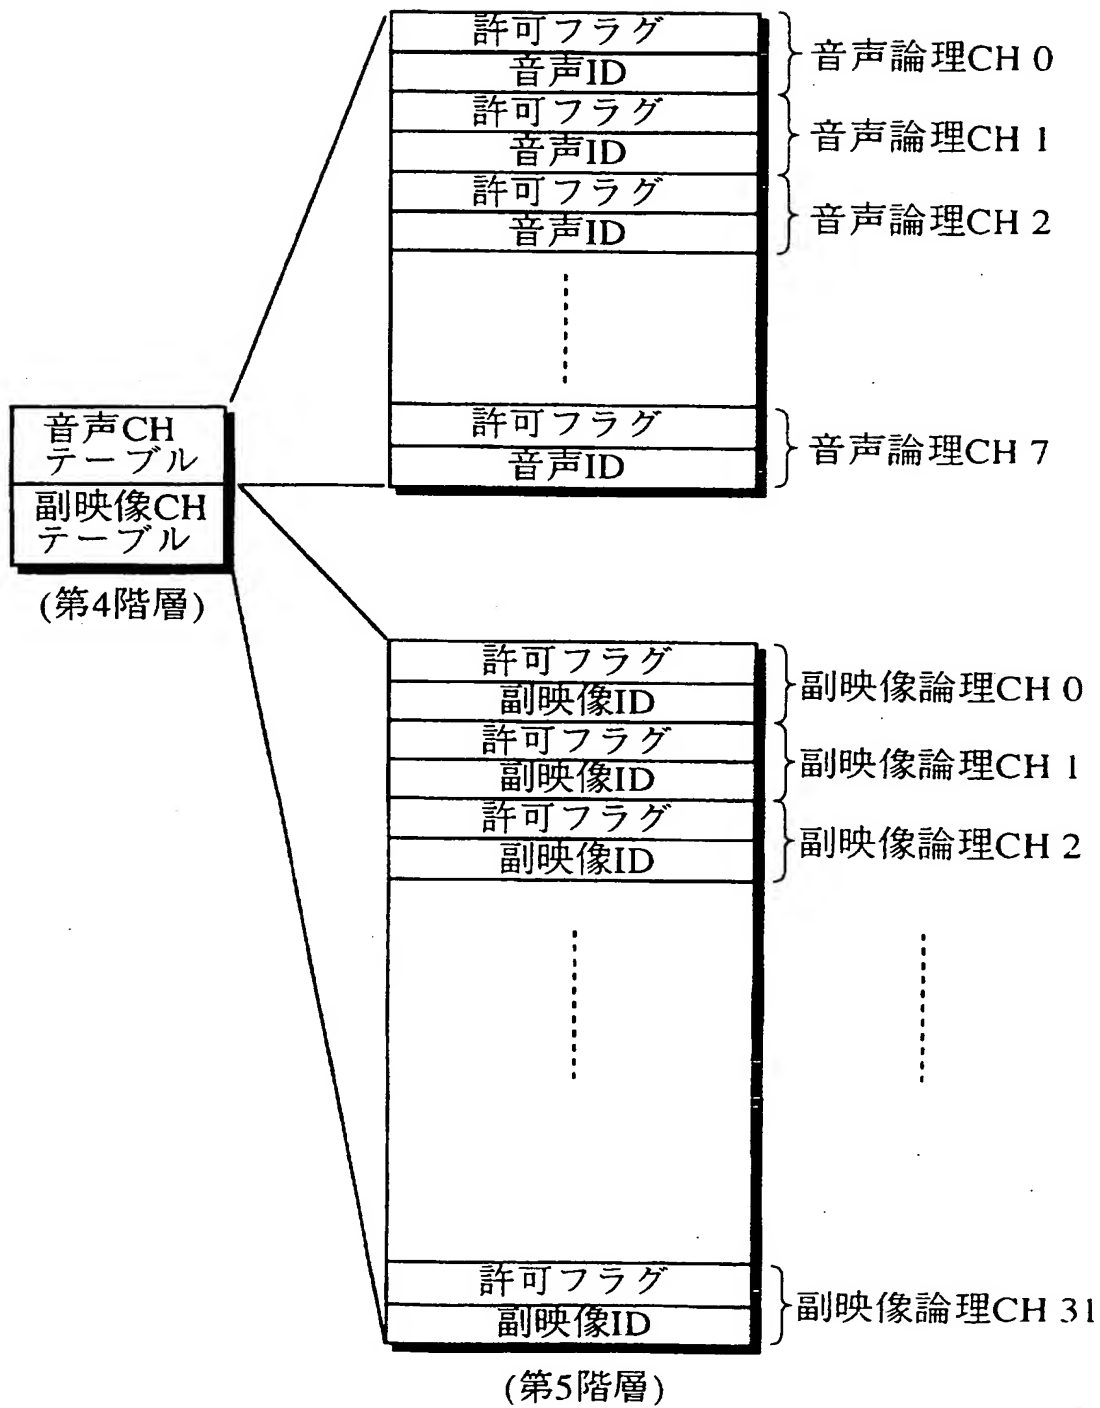 許可フラグ
音声ID
音声論理CH 0
許可フラグ
音声ID
音声論理CH 1
許可フラグ
音声ID
音声論理CH 2
許可フラグ
音声ID
音声論理CH 7
音声CH
テーブル
副映像CH
テーブル
(第4階層)
許可フラグ
副映像ID
副映像論理CH 0
許可フラグ
副映像ID
副映像論理CH 1
許可フラグ
副映像ID
副映像論理CH 2
許可フラグ
副映像ID
副映像論理CH 31
(第5階層)